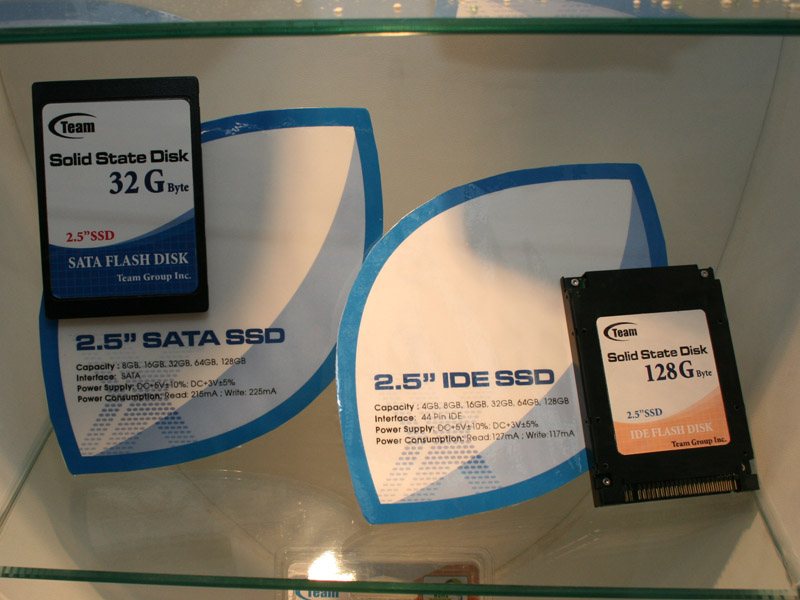 Team
Solid State Disk
32 G Byte
2.5"SSD
SATA FLASH DISK
Team Group Inc.
2.5" SATA SSD
Capacity : 8GB, 16GB, 32GB, 64GB, 128GB
Interface: SATA
Power Supply: DC+5V±10%; DC+3V±5%
Power Consumption: Read: 215mA ; Write: 225mA
2.5" IDE SSD
Capacity : 4GB, 8GB, 16GB, 32GB, 64GB, 128GB
Interface: 44 Pin IDE
Power Supply: DC+5V±10%; DC+3V±5%
Power Consumption: Read:127mA ; Write:117mA
Team
Solid State Disk
128 G Byte
2.5"SSD
IDE FLASH DISK
Team Group Inc.
Team